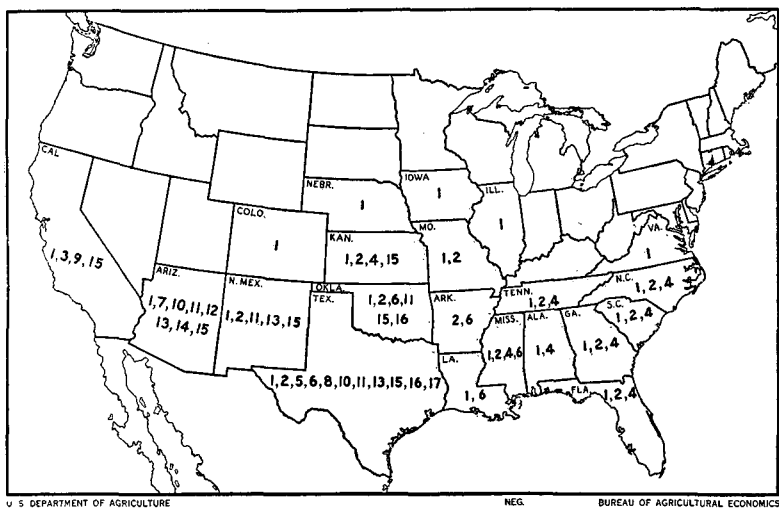 CAL
1, 3, 9, 15
NEBR.
1
IOWA
1
ILL.
1
COLO.
1
KAN.
1, 2, 4, 15
MO.
1, 2
VA.
1
ARIZ.
1, 7, 10, 11, 12
13, 14, 15
N. MEX.
1, 2, 11, 13, 15
OKLA.
1, 2, 6, 11
15, 16
TEX.
1, 2, 5, 6, 8, 10, 11, 13, 15, 16, 17
ARK.
2, 6
TENN.
1, 2, 4
N.C.
1, 2, 4
S.C.
1, 2, 4
MISS.
1, 2, 4, 6
ALA.
1, 4
GA.
1, 2, 4
LA.
1, 6
FLA.
1, 2, 4
4
U S DEPARTMENT OF AGRICULTURE
NEG.
BUREAU OF AGRICULTURAL ECONOMICS